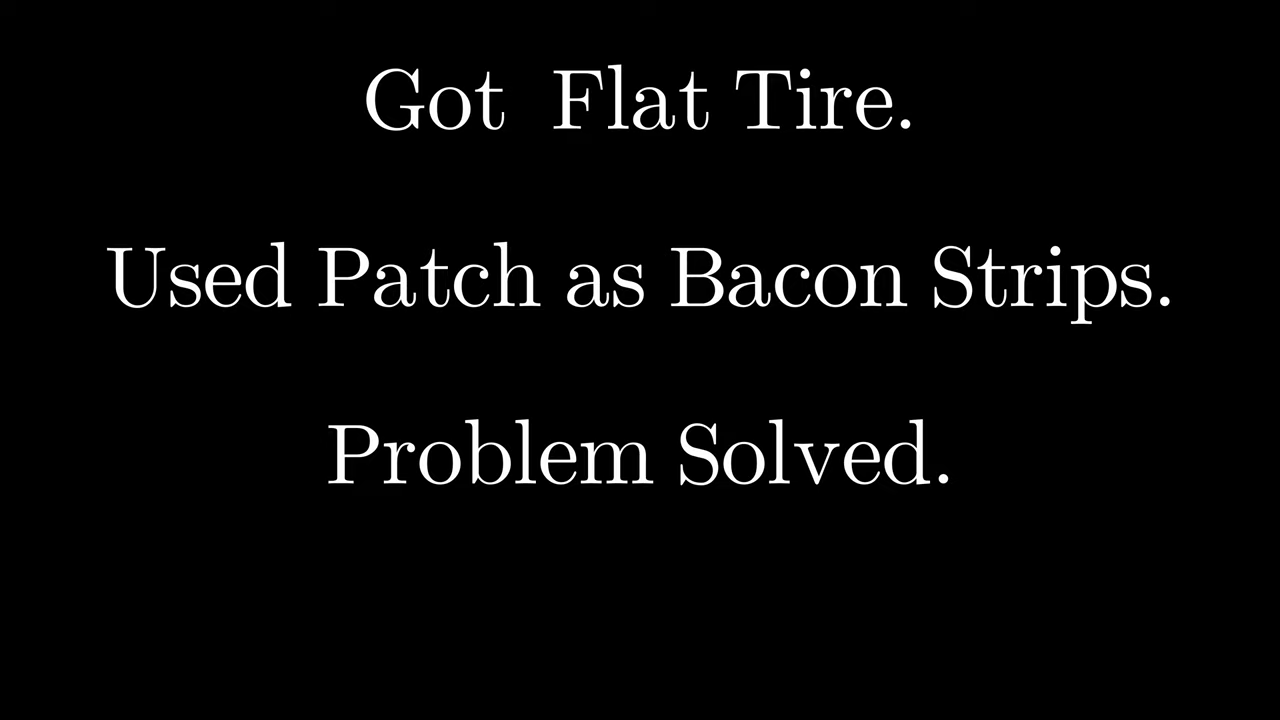 Got Flat Tire.
Used Patch as Bacon Strips.
Problem Solved.